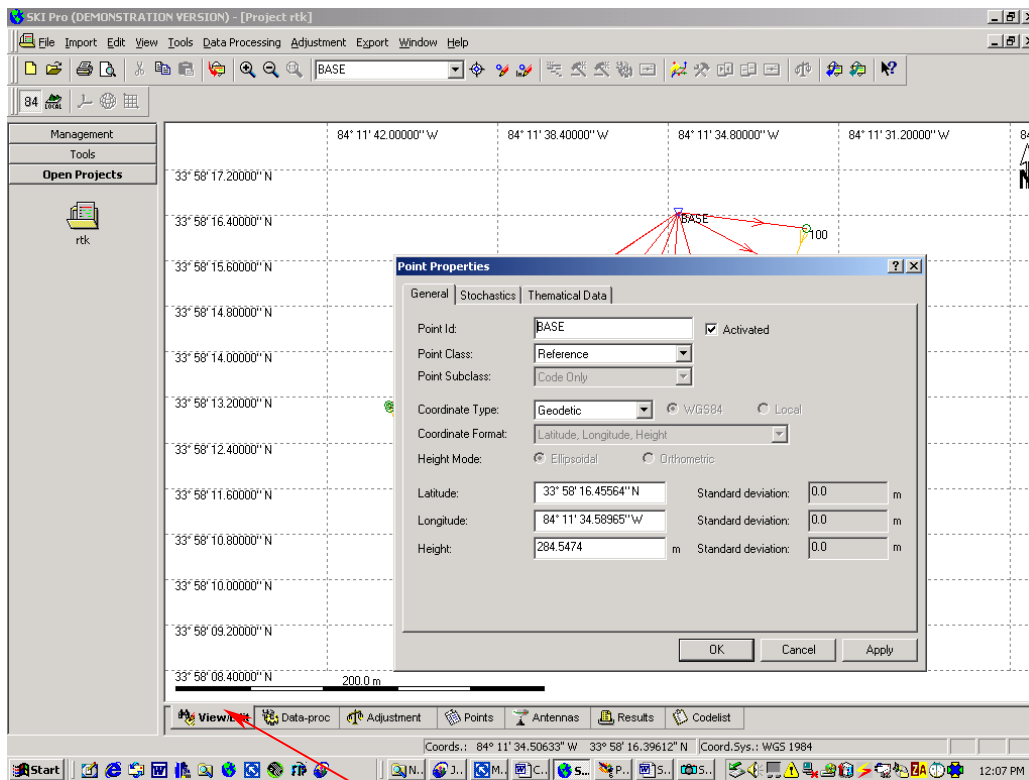 SKI Pro (DEMONSTRATION VERSION) - [Project rtk]
File Import Edit View Tools Data Processing Adjustment Export Window Help
BASE
84 LOCAL
Management
Tools
Open Projects
rtk
84° 11' 42.00000" W 84° 11' 38.40000" W 84° 11' 34.80000" W 84° 11' 31.20000" W 84
N
33° 58' 17.20000" N
33° 58' 16.40000" N
33° 58' 15.60000" N
33° 58' 14.80000" N
33° 58' 14.00000" N
33° 58' 13.20000" N
33° 58' 12.40000" N
33° 58' 11.60000" N
33° 58' 10.80000" N
33° 58' 10.00000" N
33° 58' 09.20000" N
33° 58' 08.40000" N
BASE
100
200.0 m
Point Properties
General Stochastics Thematical Data
Point Id: BASE Activated
Point Class: Reference
Point Subclass: Code Only
Coordinate Type: Geodetic WGS84 Local
Coordinate Format: Latitude, Longitude, Height
Height Mode: Ellipsoidal Orthometric
Latitude: 33° 58' 16.45564" N Standard deviation: 0.0 m
Longitude: 84° 11' 34.58965" W Standard deviation: 0.0 m
Height: 284.5474 m Standard deviation: 0.0 m
OK Cancel Apply
View/Edit Data-proc Adjustment Points Antennas Results Codelist
Coords.: 84° 11' 34.50633" W 33° 58' 16.39612" N Coord.Sys.: WGS 1984
Start N.. J.. M.. C.. S... P.. S.. S.. ZA 12:07 PM